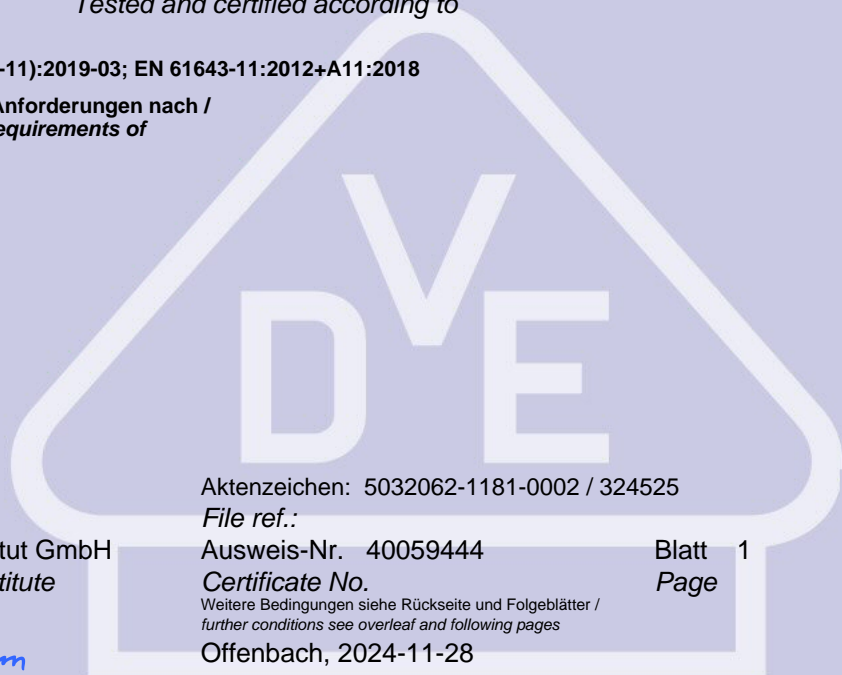 Tested and certified according to
-11):2019-03; EN 61643-11:2012+A11:2018
Anforderungen nach /
equirements of
VDE
Aktenzeichen: 5032062-1181-0002 / 324525
File ref.:
tut GmbH Ausweis-Nr. 40059444 Blatt 1
titute Certificate No. Page
Weitere Bedingungen siehe Rückseite und Folgeblätter /
further conditions see overleaf and following pages
Offenbach, 2024-11-28